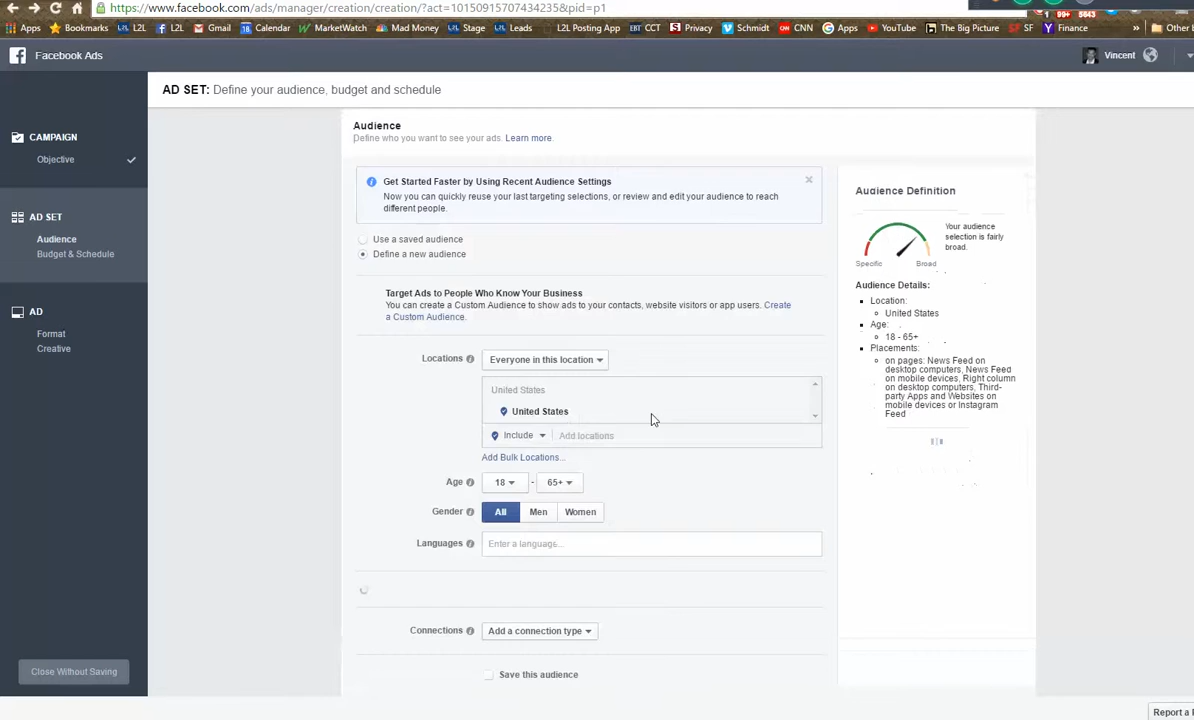 https://www.facebook.com/ads/manager/creation/creation/?act=10150915707434235&pid=p1
Apps Bookmarks L2L L2L Gmail Calendar MarketWatch Mad Money Stage Leads L2L Posting App CCT Privacy Schmidt CNN Apps YouTube The Big Picture SF Finance » Other
Facebook Ads Vincent
AD SET: Define your audience, budget and schedule
CAMPAIGN
Objective
AD SET
Audience
Budget & Schedule
AD
Format
Creative
Close Without Saving
Audience
Define who you want to see your ads. Learn more.
Get Started Faster by Using Recent Audience Settings
Now you can quickly reuse your last targeting selections, or review and edit your audience to reach
different people.
Use a saved audience
Define a new audience
Target Ads to People Who Know Your Business
You can create a Custom Audience to show ads to your contacts, website visitors or app users. Create
a Custom Audience.
Locations Everyone in this location
United States
United States
Include Add locations
Add Bulk Locations...
Age 18 - 65+
Gender All Men Women
Languages Enter a language...
Connections Add a connection type
Save this audience
Audience Definition
Your audience
selection is fairly
broad.
Specific Broad
Audience Details:
Location:
United States
Age:
18 - 65+
Placements:
on pages: News Feed on
desktop computers, News Feed
on mobile devices, Right column
on desktop computers, Third-
party Apps and Websites on
mobile devices or Instagram
Feed
Report a